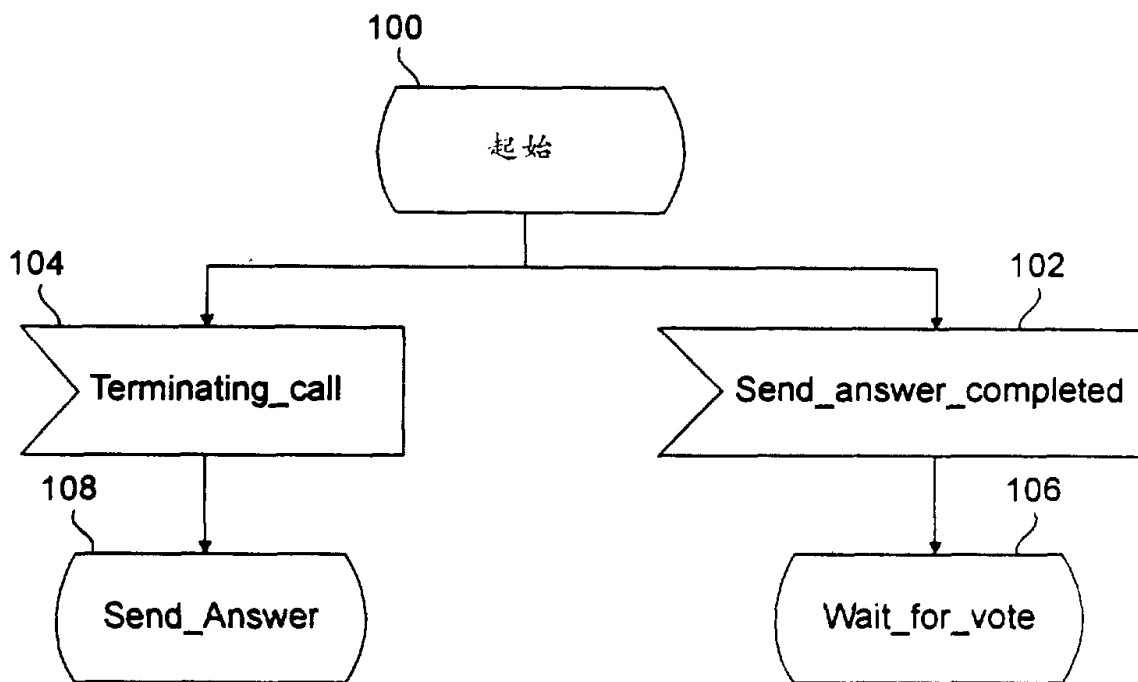 100
起始
104
102
Terminating_call
Send_answer_completed
108
106
Send_Answer
Wait_for_vote